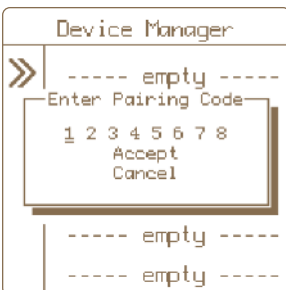 Device Manager
----- empty -----
Enter Pairing Code
1 2 3 4 5 6 7 8
Accept
Cancel
----- empty -----
----- empty -----